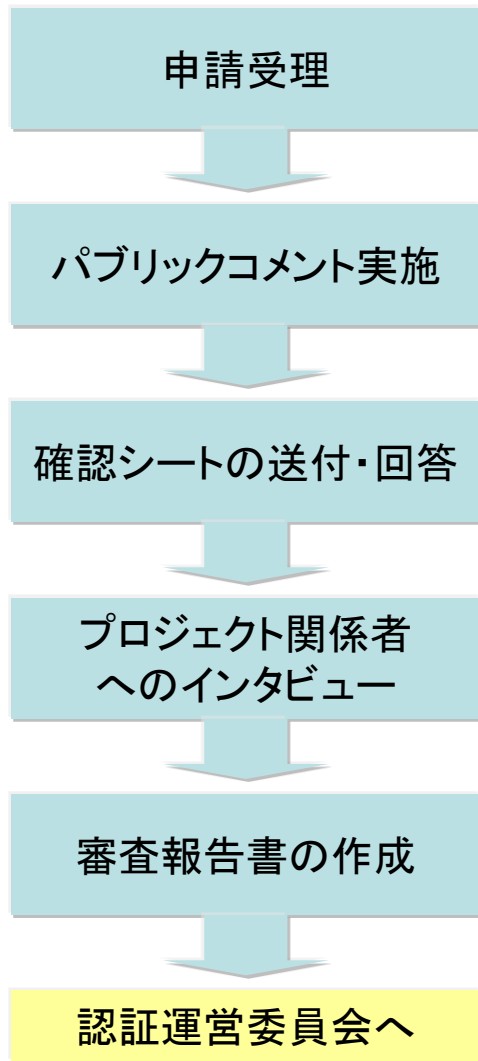 申請受理
パブリックコメント実施
確認シートの送付・回答
プロジェクト関係者
へのインタビュー
審査報告書の作成
認証運営委員会へ